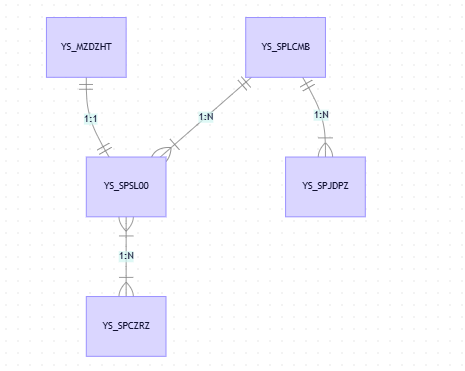 YS_MZDZHT
YS_SPLCMB
1:1
1:N
1:N
YS_SPSL00
YS_SPJDPZ
1:N
YS_SPCZRZ